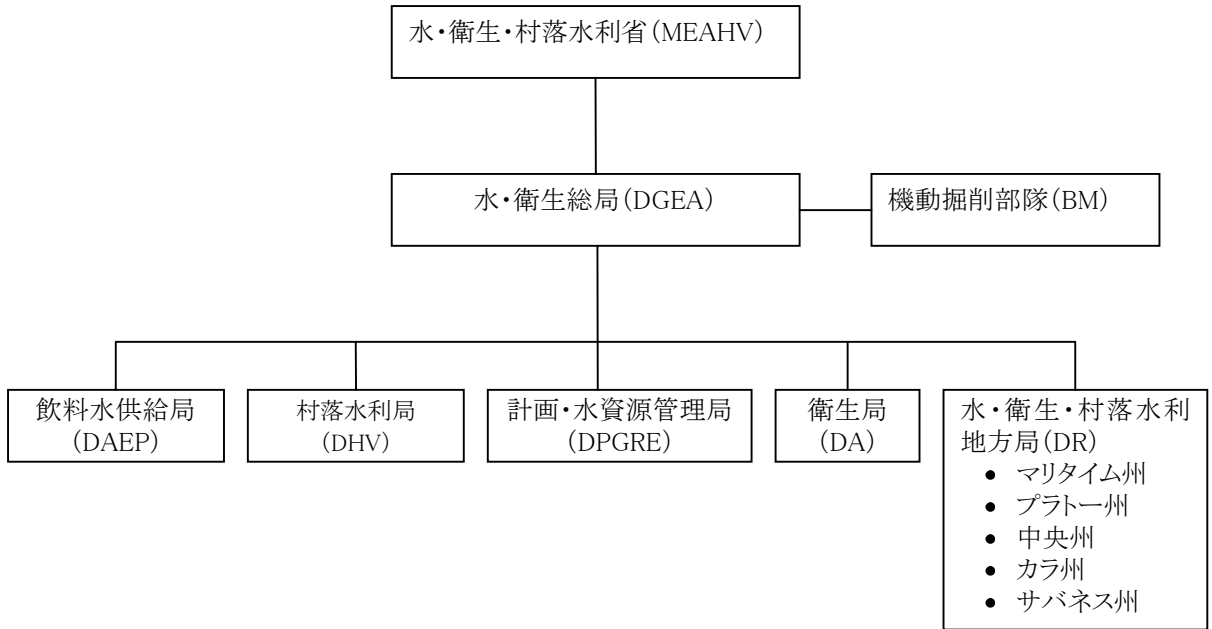 水・衛生・村落水利省(MEAHV)
水・衛生総局(DGEA)
機動掘削部隊(BM)
飲料水供給局
(DAEP)
村落水利局
(DHV)
計画・水資源管理局
(DPGRE)
衛生局
(DA)
水・衛生・村落水利
地方局(DR)
• マリタイム州
• プラトー州
• 中央州
• カラ州
• サバネス州